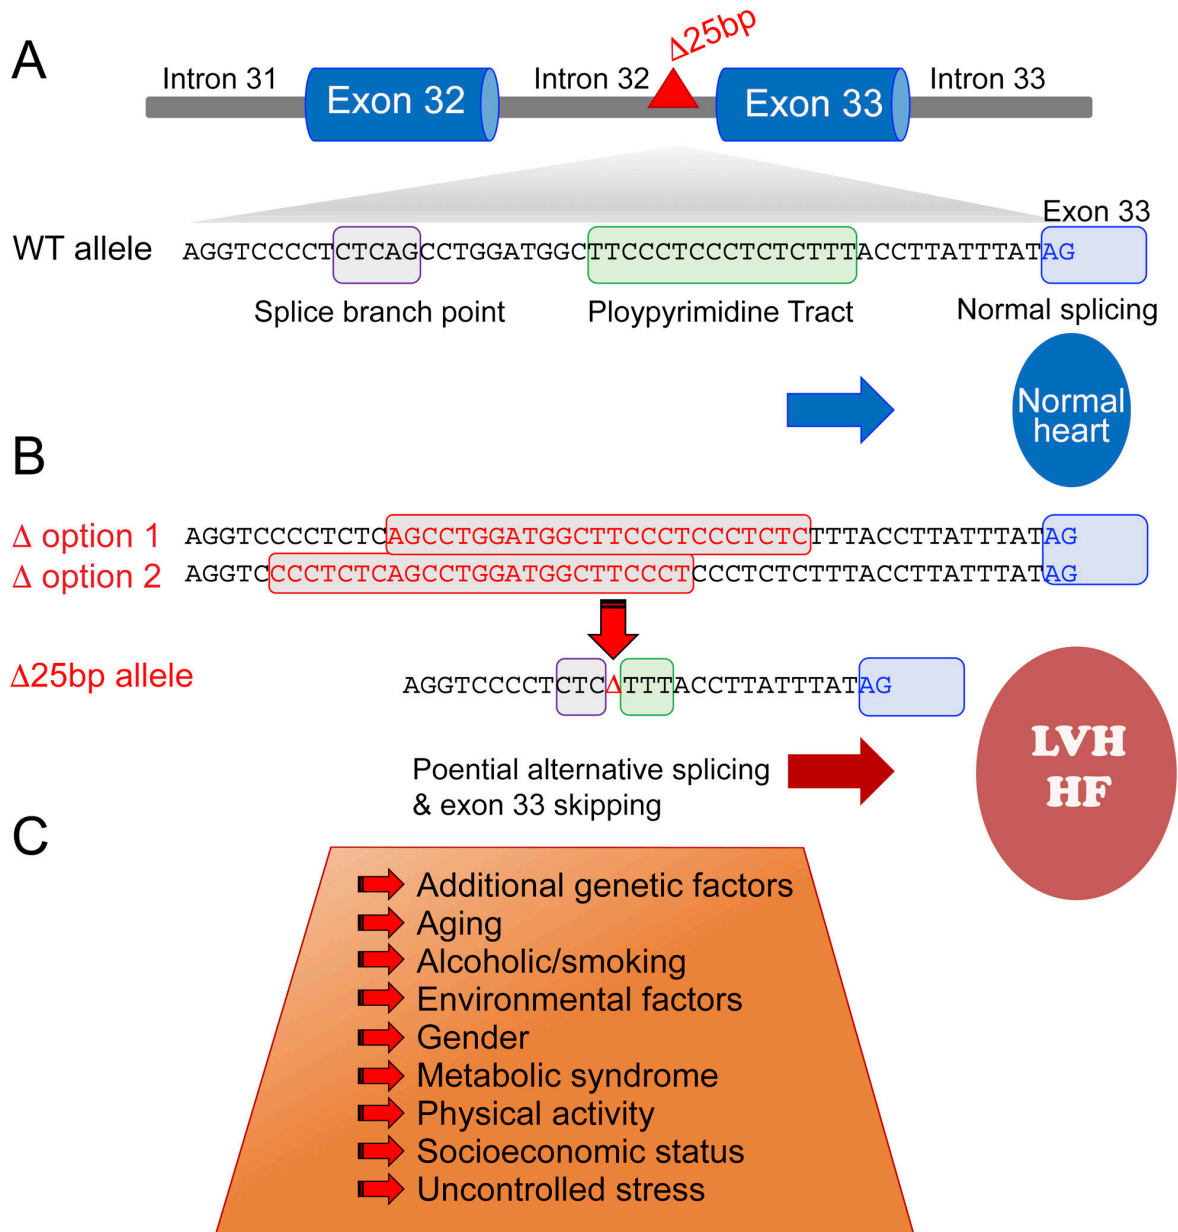 A
Δ25bp
Intron 31
Exon 32
Intron 32
Exon 33
Intron 33
Exon 33
WT allele AGGTCCCCTCTCAGCCTGGATGGCTTCCCTCCCTCTCTTTACCTTATTTATAG
Splice branch point
Ploypyrimidine Tract
Normal splicing
Normal
heart
B
Δ option 1 AGGTCCCCTCTCAGCCTGGATGGCTTCCCTCCCTCTCTTTACCTTATTTATAG
Δ option 2 AGGTCCCCTCTCAGCCTGGATGGCTTCCCTCCCTCTCTTTACCTTATTTATAG
Δ25bp allele AGGTCCCCTCTCΔTTTACCTTATTTATAG
LVH
HF
Poential alternative splicing
& exon 33 skipping
C
Additional genetic factors
Aging
Alcoholic/smoking
Environmental factors
Gender
Metabolic syndrome
Physical activity
Socioeconomic status
Uncontrolled stress